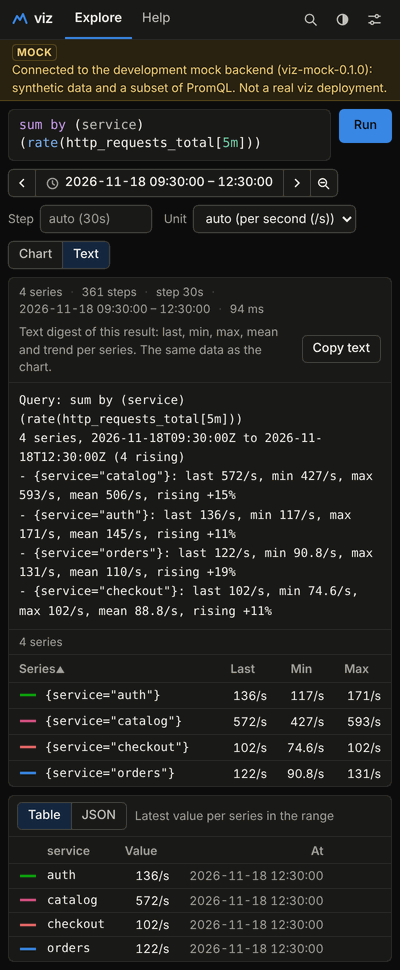 viz Explore Help
MOCK
Connected to the development mock backend (viz-mock-0.1.0):
synthetic data and a subset of PromQL. Not a real viz deployment.
sum by (service)
(rate(http_requests_total[5m]))
Run
2026-11-18 09:30:00 – 12:30:00
Step auto (30s) Unit auto (per second (/s))
Chart Text
4 series · 361 steps · step 30s ·
2026-11-18 09:30:00 – 12:30:00 · 94 ms
Text digest of this result: last, min, max, mean
and trend per series. The same data as the
chart.
Copy text
Query: sum by (service)
(rate(http_requests_total[5m]))
4 series, 2026-11-18T09:30:00Z to 2026-11-
18T12:30:00Z (4 rising)
- {service="catalog"}: last 572/s, min 427/s, max
593/s, mean 506/s, rising +15%
- {service="auth"}: last 136/s, min 117/s, max
171/s, mean 145/s, rising +11%
- {service="orders"}: last 122/s, min 90.8/s, max
131/s, mean 110/s, rising +19%
- {service="checkout"}: last 102/s, min 74.6/s,
max 102/s, mean 88.8/s, rising +11%
4 series
Series▲ Last Min Max
{service="auth"} 136/s 117/s 171/s
{service="catalog"} 572/s 427/s 593/s
{service="checkout"} 102/s 74.6/s 102/s
{service="orders"} 122/s 90.8/s 131/s
Table JSON Latest value per series in the range
service Value At
auth 136/s 2026-11-18 12:30:00
catalog 572/s 2026-11-18 12:30:00
checkout 102/s 2026-11-18 12:30:00
orders 122/s 2026-11-18 12:30:00